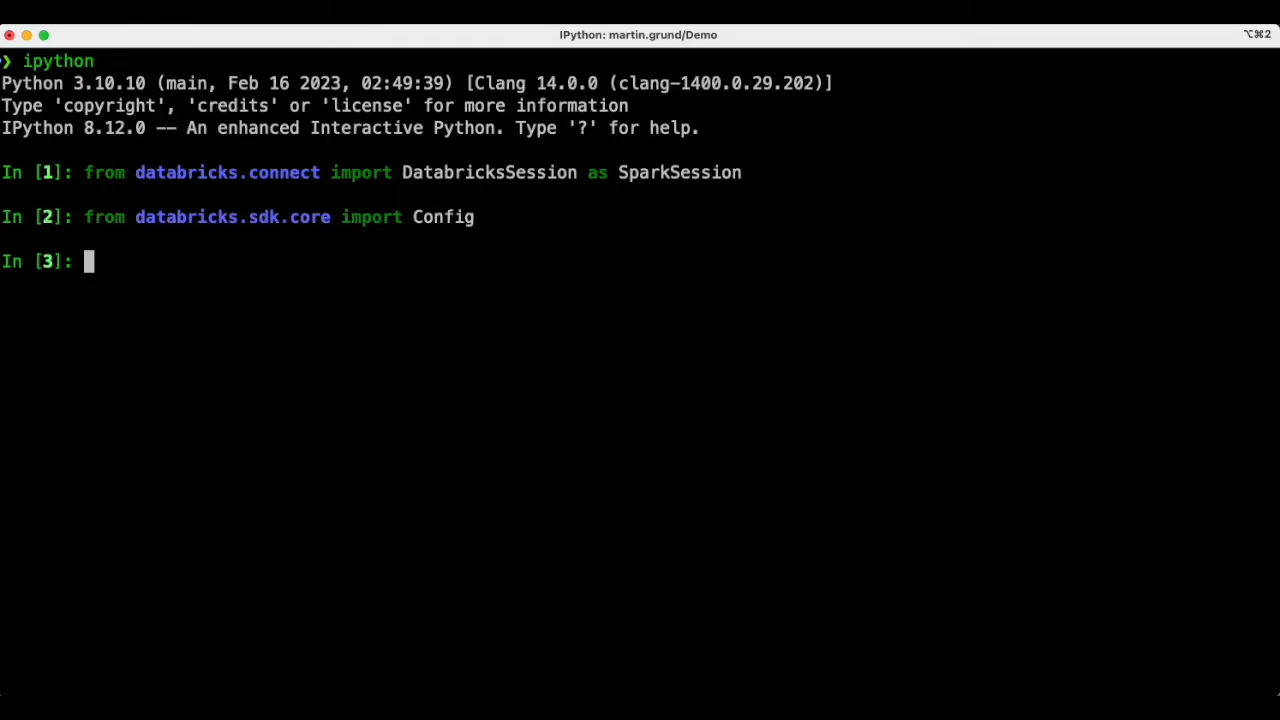 IPython: martin.grund/Demo
⌥⌘2
❯ ipython
Python 3.10.10 (main, Feb 16 2023, 02:49:39) [Clang 14.0.0 (clang-1400.0.29.202)]
Type 'copyright', 'credits' or 'license' for more information
IPython 8.12.0 -- An enhanced Interactive Python. Type '?' for help.
In [1]: from databricks.connect import DatabricksSession as SparkSession
In [2]: from databricks.sdk.core import Config
In [3]: